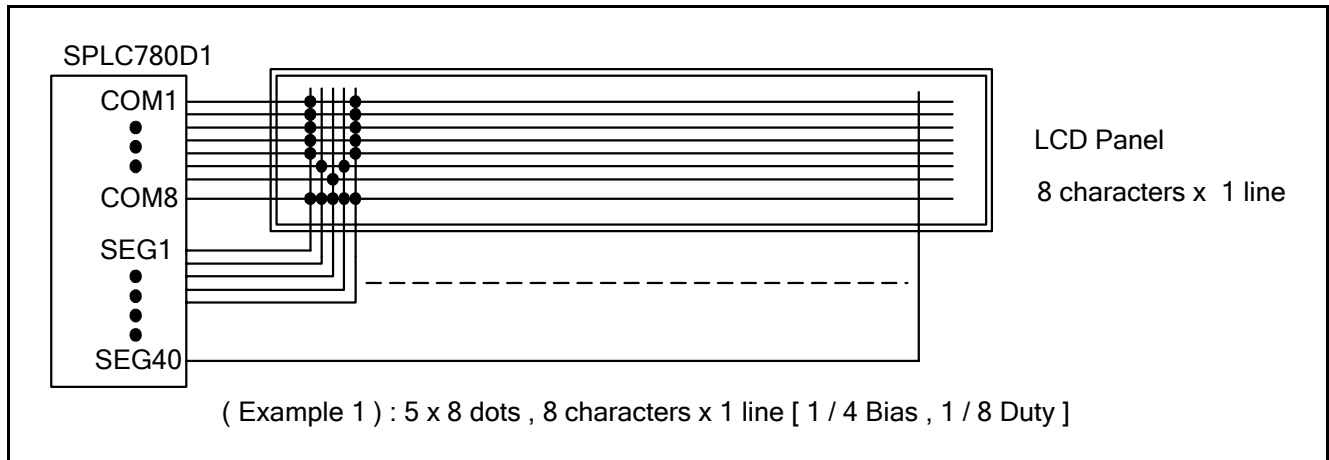 SPLC780D1
COM1
COM8
SEG1
SEG40
LCD Panel
8 characters x 1 line
( Example 1 ) : 5 x 8 dots , 8 characters x 1 line [ 1 / 4 Bias , 1 / 8 Duty ]